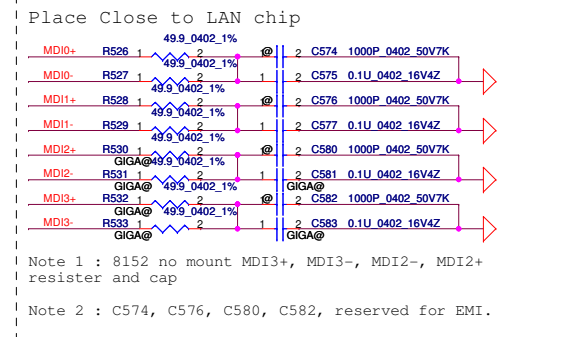 Place Close to LAN chip
49.9_0402_1%
MDI0+ R526 1 2 1@ 2 C574 1000P_0402_50V7K
49.9_0402_1%
MDI0- R527 1 2 1 2 C575 0.1U_0402_16V4Z
49.9_0402_1%
MDI1+ R528 1 2 1@ 2 C576 1000P_0402_50V7K
49.9_0402_1%
MDI1- R529 1 2 1 2 C577 0.1U_0402_16V4Z
49.9_0402_1%
MDI2+ R530 1 2 1@ 2 C580 1000P_0402_50V7K
GIGA@ 49.9_0402_1%
MDI2- R531 1 2 1 2 C581 0.1U_0402_16V4Z
GIGA@ 49.9_0402_1% GIGA@
MDI3+ R532 1 2 1@ 2 C582 1000P_0402_50V7K
GIGA@ 49.9_0402_1%
MDI3- R533 1 2 1 2 C583 0.1U_0402_16V4Z
GIGA@ GIGA@
Note 1 : 8152 no mount MDI3+, MDI3-, MDI2-, MDI2+
resister and cap
Note 2 : C574, C576, C580, C582, reserved for EMI.